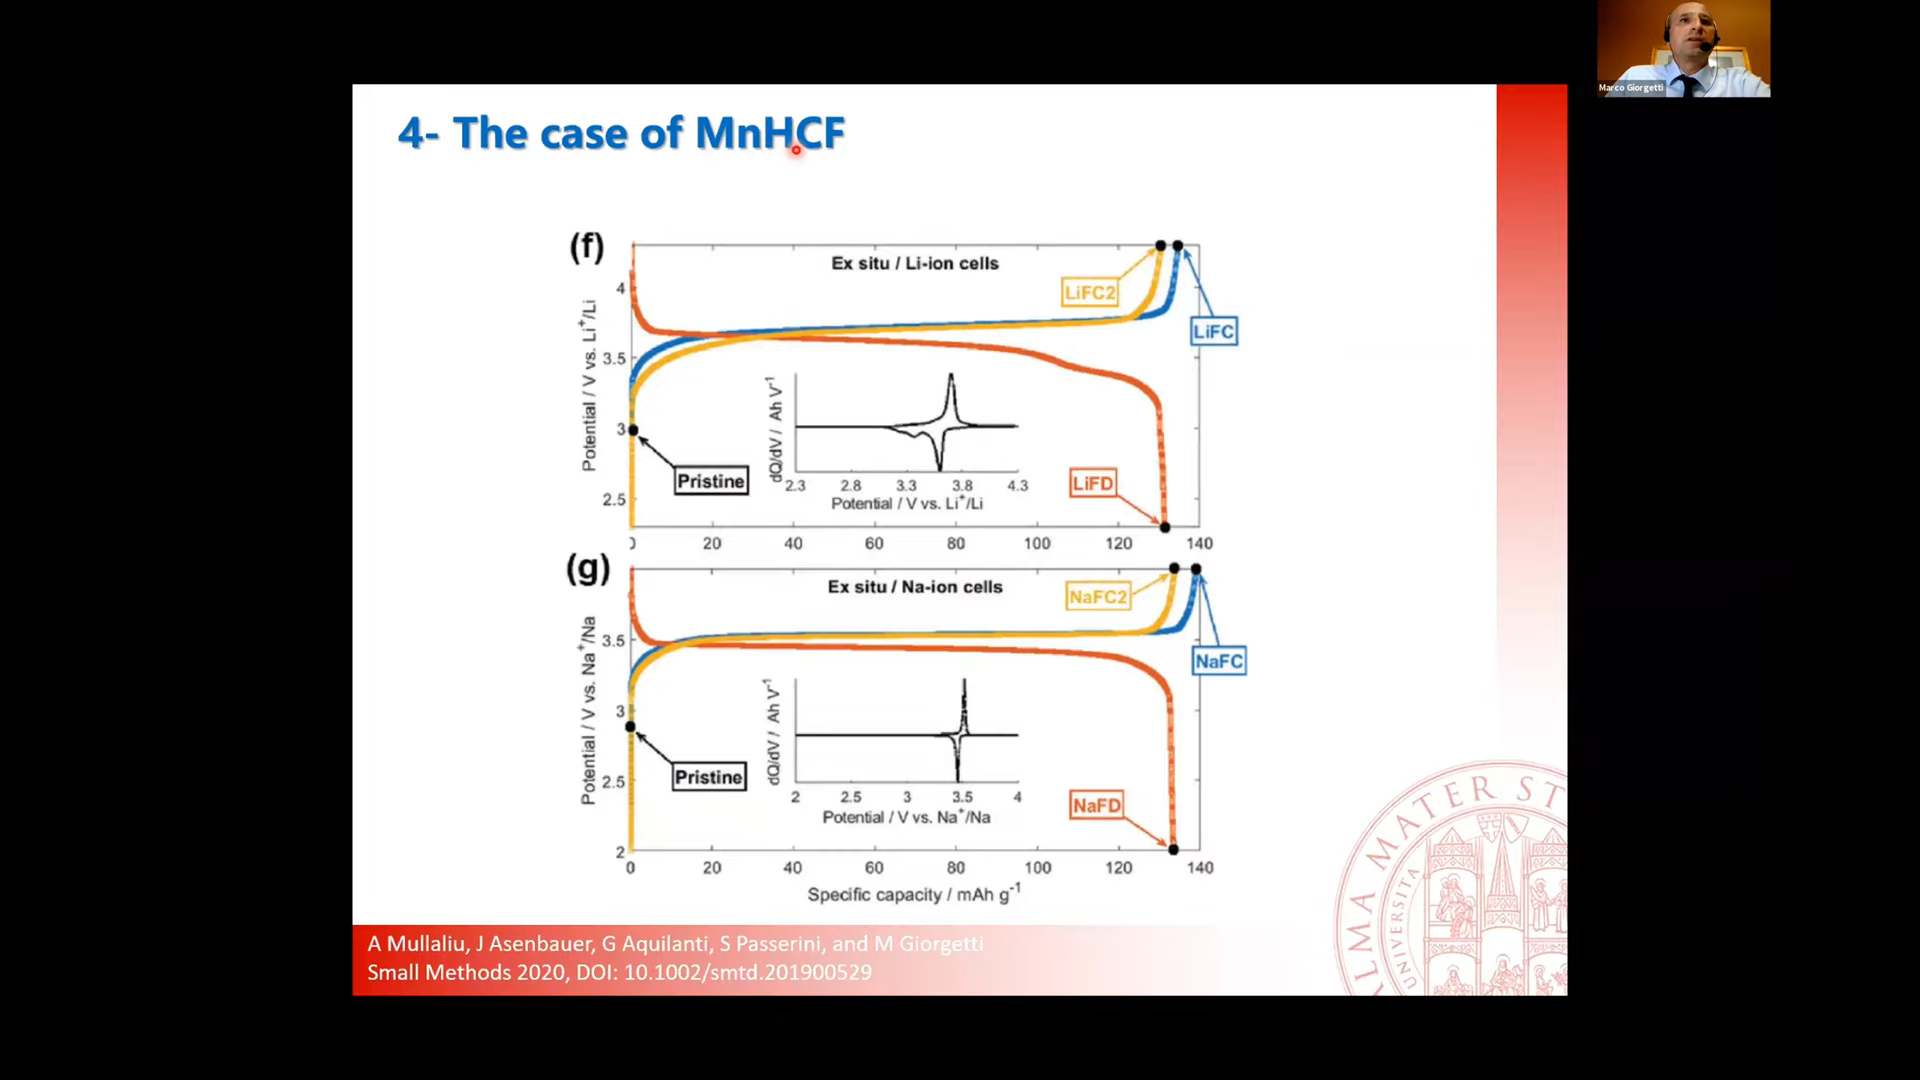 Marco Giorgetti
4- The case of MnHCF
(f)
Ex situ / Li-ion cells
LiFC2
LiFC
Potential / V vs. Li+/Li
4
3.5
3
2.5
Pristine
dQ/dV / Ah V-1
2.3 2.8 3.3 3.8 4.3
Potential / V vs. Li+/Li
LiFD
0 20 40 60 80 100 120 140
(g)
Ex situ / Na-ion cells
NaFC2
NaFC
Potential / V vs. Na+/Na
3.5
3
2.5
2
Pristine
dQ/dV / Ah V-1
2 2.5 3 3.5 4
Potential / V vs. Na+/Na
NaFD
0 20 40 60 80 100 120 140
Specific capacity / mAh g-1
A Mullaliu, J Asenbauer, G Aquilanti, S Passerini, and M Giorgetti
Small Methods 2020, DOI: 10.1002/smtd.201900529
ALMA MATER ST
UNIVERSITA